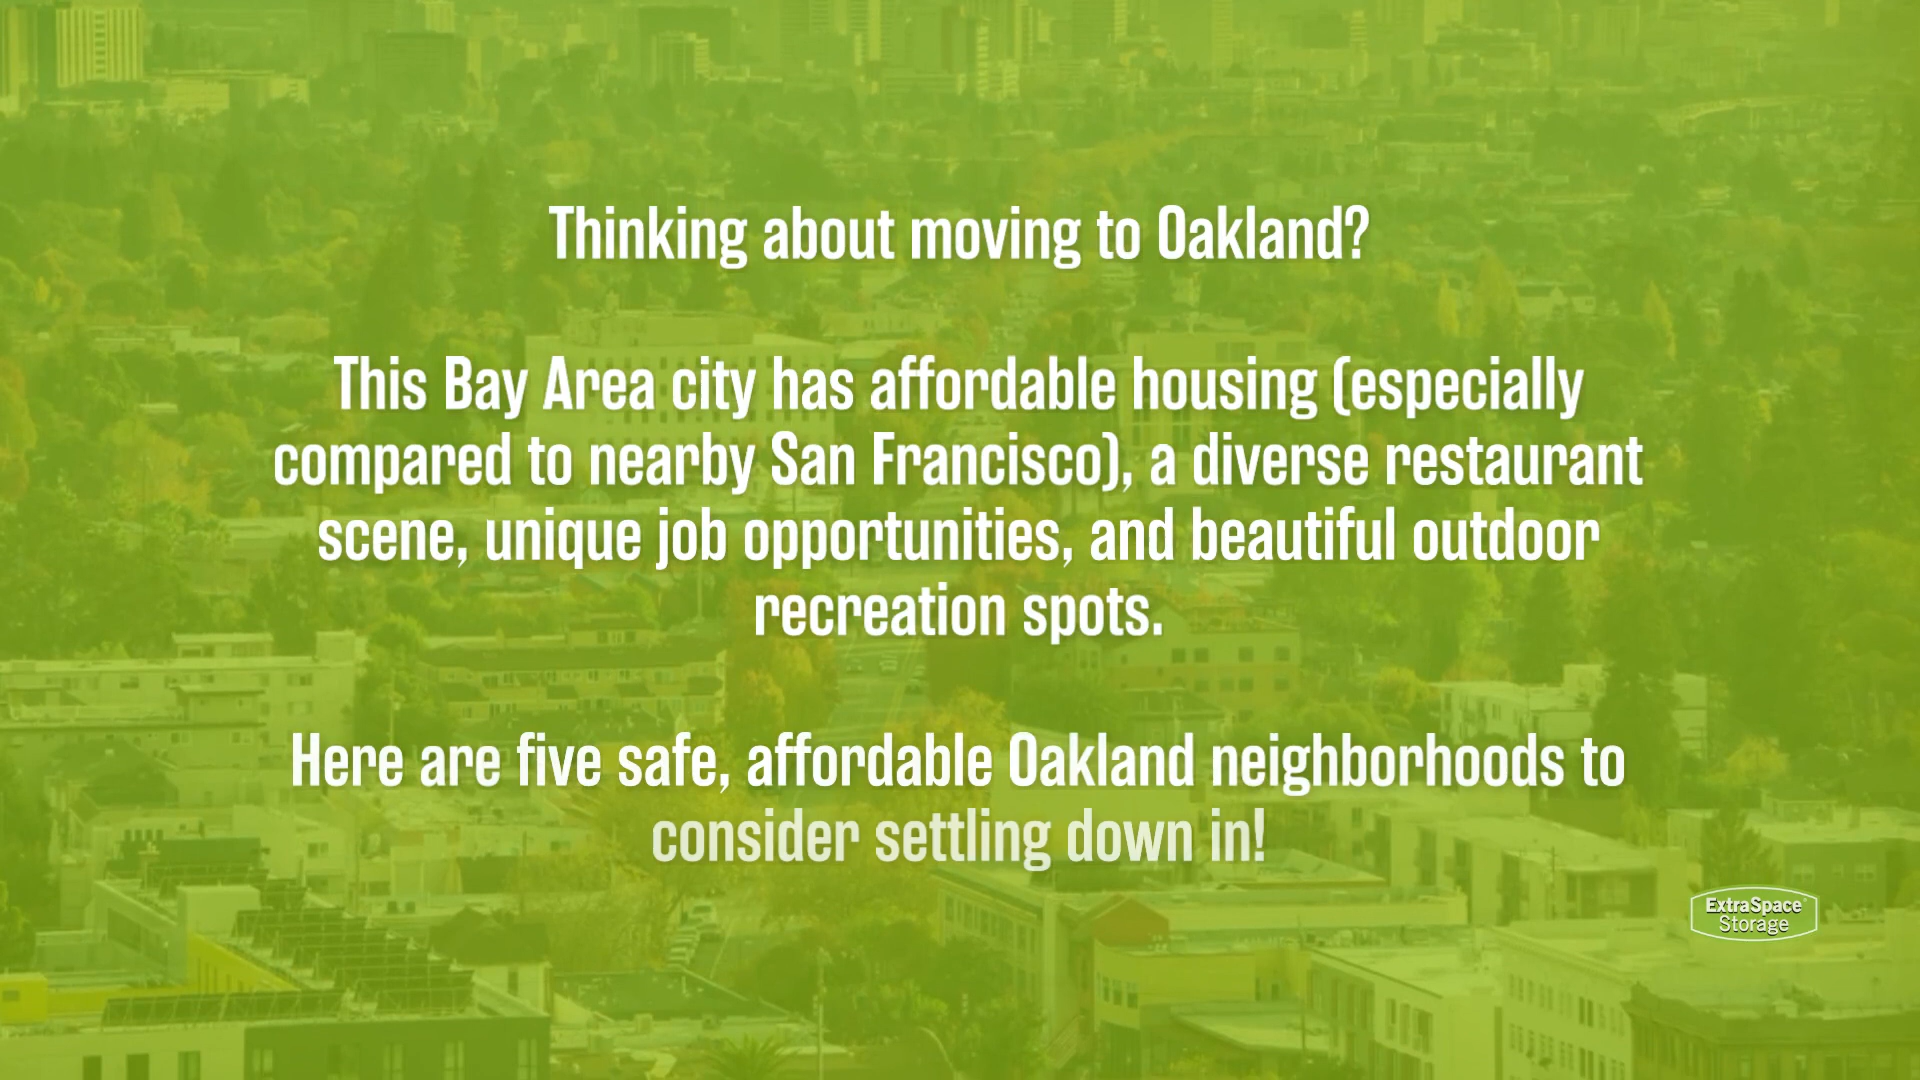 Thinking about moving to Oakland?
This Bay Area city has affordable housing (especially
compared to nearby San Francisco), a diverse restaurant
scene, unique job opportunities, and beautiful outdoor
recreation spots.
Here are five safe, affordable Oakland neighborhoods to
consider settling down in!
ExtraSpace
Storage